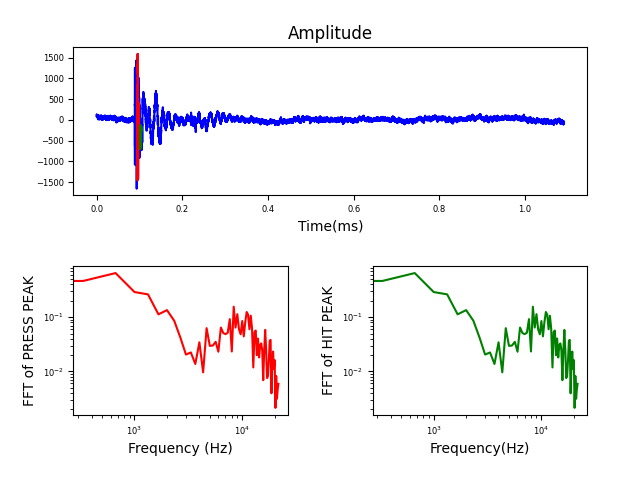 Amplitude
1500
1000
500
0
−500
−1000
−1500
0.0 0.2 0.4 0.6 0.8 1.0
Time(ms)
FFT of PRESS PEAK
10⁻¹
10⁻²
10³ 10⁴
Frequency (Hz)
FFT of HIT PEAK
10⁻¹
10⁻²
10³ 10⁴
Frequency(Hz)